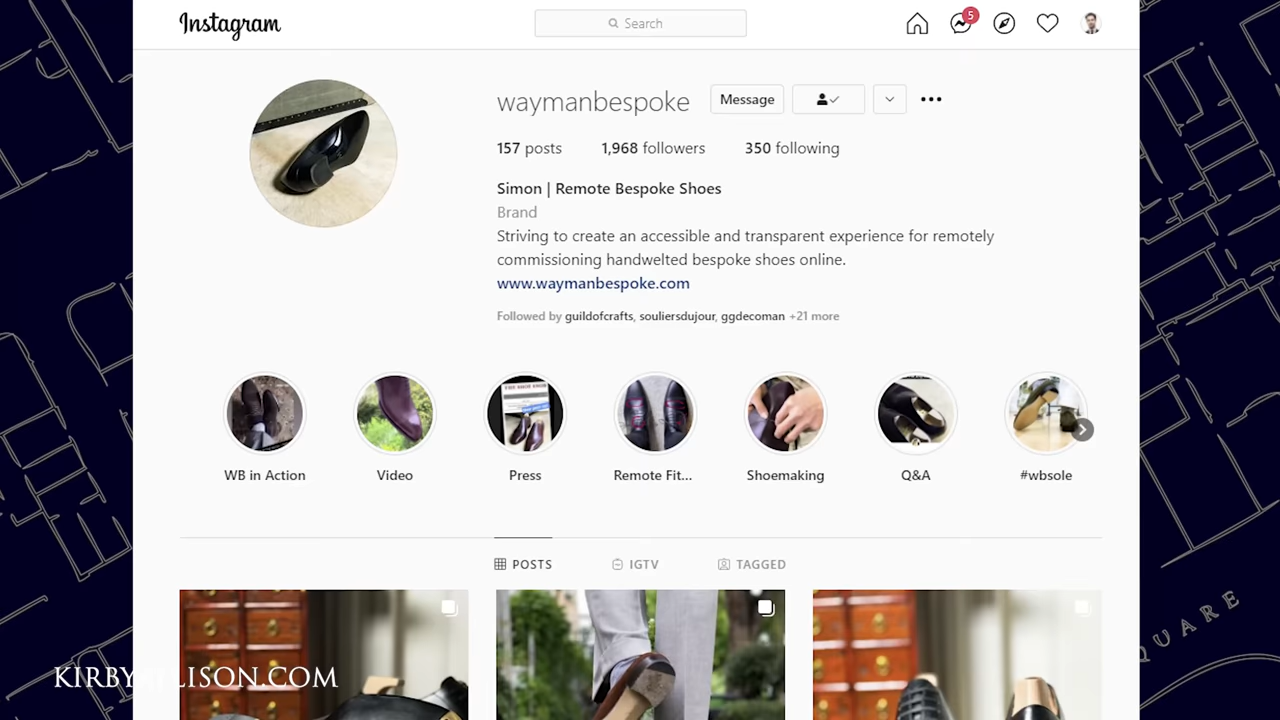 Instagram
Search
5
waymanbespoke
Message
157 posts 1,968 followers 350 following
Simon | Remote Bespoke Shoes
Brand
Striving to create an accessible and transparent experience for remotely
commissioning handwelted bespoke shoes online.
www.waymanbespoke.com
Followed by guildofcrafts, souliersdujour, ggdecoman +21 more
WB in Action Video Press Remote Fit... Shoemaking Q&A #wbsole
POSTS IGTV TAGGED
QUARE
KIRBYALLISON.COM